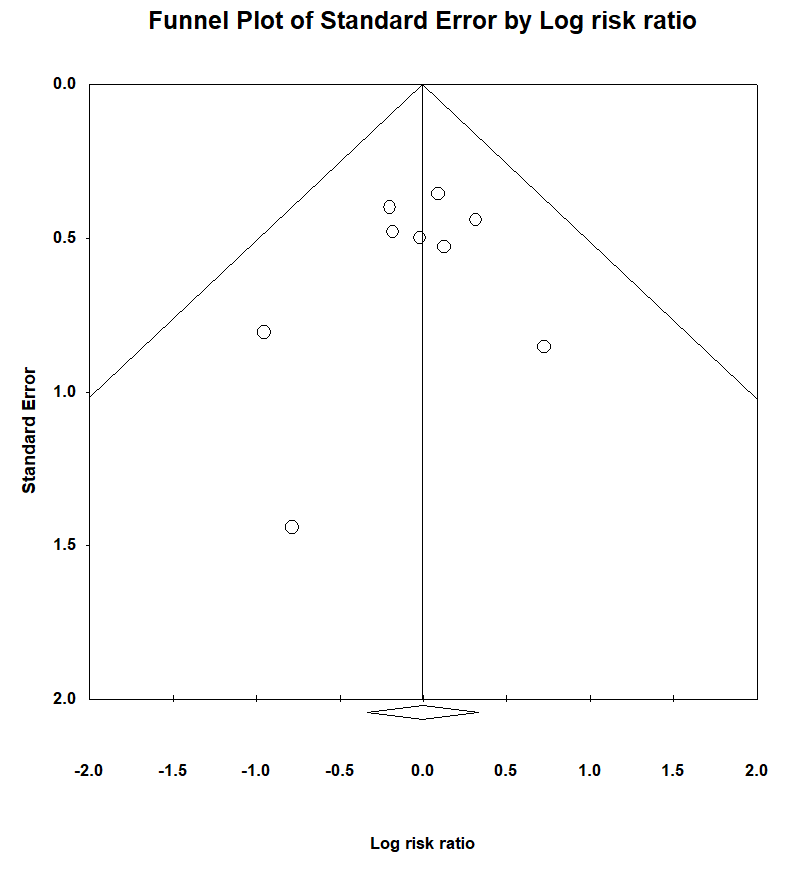 Funnel Plot of Standard Error by Log risk ratio
0.0
0.5
1.0
1.5
2.0
Standard Error
-2.0 -1.5 -1.0 -0.5 0.0 0.5 1.0 1.5 2.0
Log risk ratio